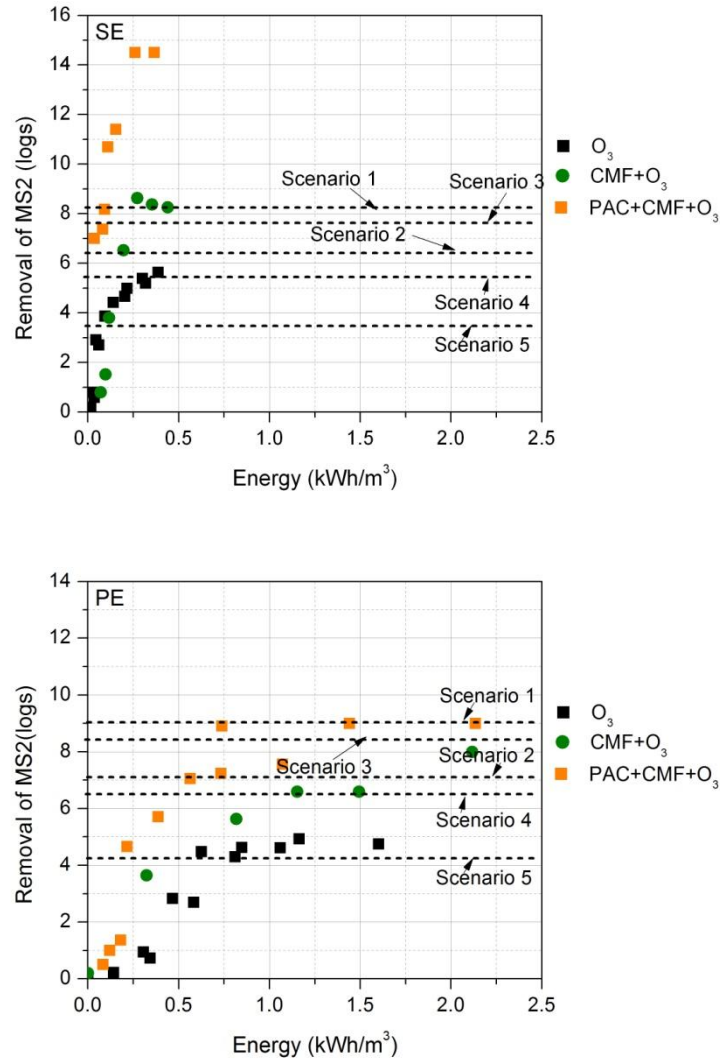 SE
16
14
12
10
8
6
4
2
0
Removal of MS2 (logs)
Scenario 1
Scenario 3
Scenario 2
Scenario 4
Scenario 5
0.0 0.5 1.0 1.5 2.0 2.5
Energy (kWh/m³)
O₃
CMF+O₃
PAC+CMF+O₃
PE
14
12
10
8
6
4
2
0
Removal of MS2(logs)
Scenario 1
Scenario 2
Scenario 3
Scenario 4
Scenario 5
0.0 0.5 1.0 1.5 2.0 2.5
Energy (kWh/m³)
O₃
CMF+O₃
PAC+CMF+O₃